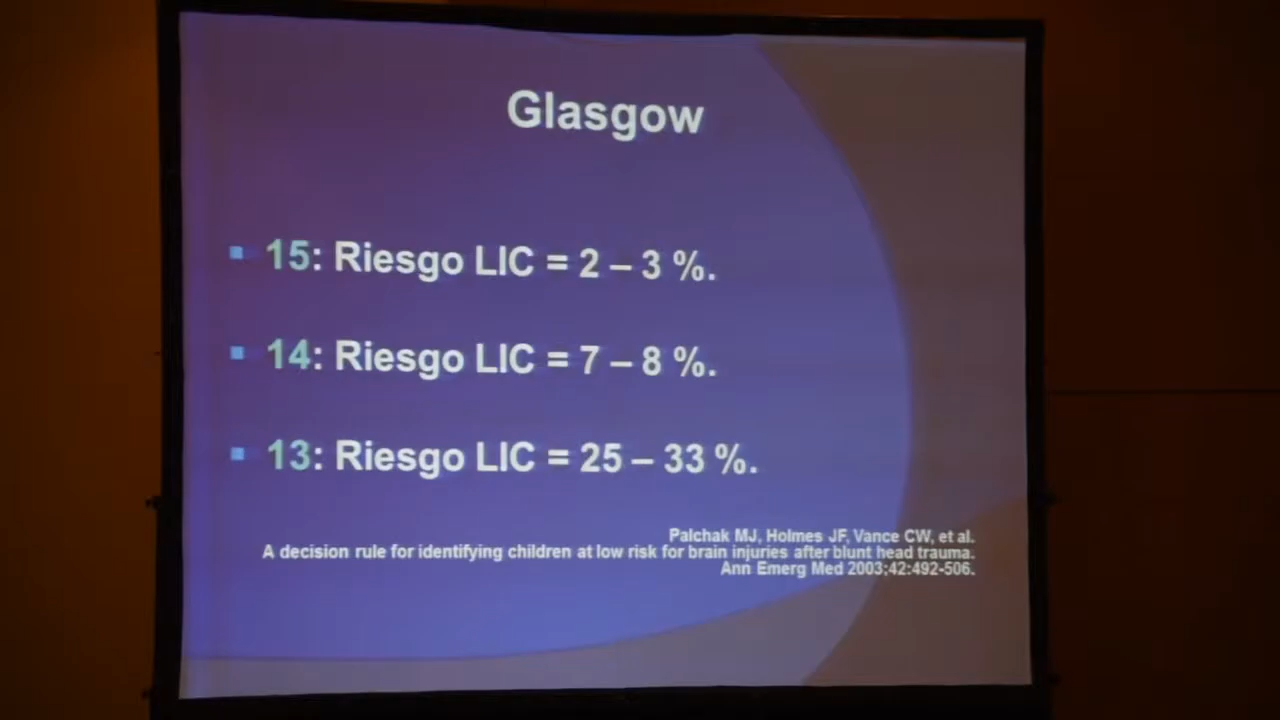 Glasgow
15: Riesgo LIC = 2 – 3 %.
14: Riesgo LIC = 7 – 8 %.
13: Riesgo LIC = 25 – 33 %.
Palchak MJ, Holmes JF, Vance CW, et al.
A decision rule for identifying children at low risk for brain injuries after blunt head trauma.
Ann Emerg Med 2003;42:492-506.